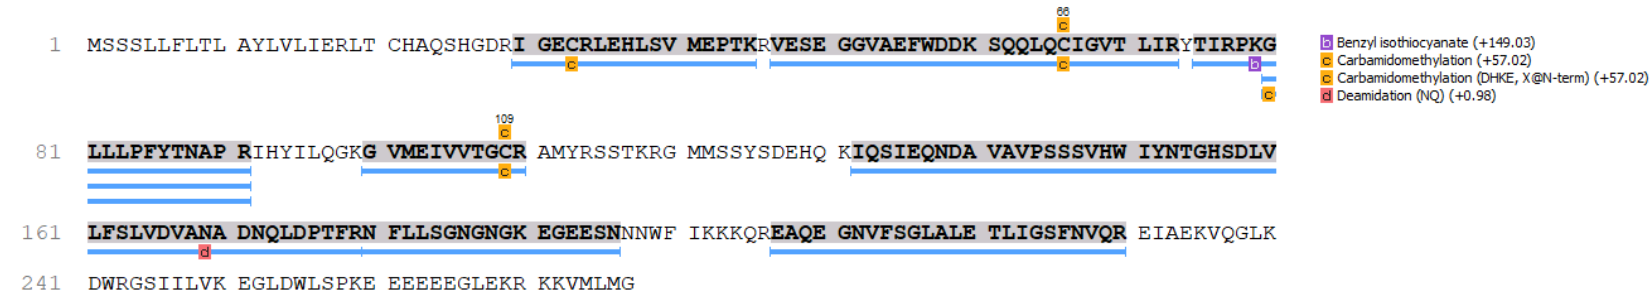 66
c
1 MSSSLLFLTL AYLVLIERLT CHAQSHGDRI GECRLEHLSV MEPTKRVESE GGVAEFWDDK SQQLQCIGVT LIRYTIRPKG
c c b
c
b Benzyl isothiocyanate (+149.03)
c Carbamidomethylation (+57.02)
c Carbamidomethylation (DHKE, X@N-term) (+57.02)
d Deamidation (NQ) (+0.98)
109
c
81 LLLPFYTNAP RIHYILQGKG VMEIVVTGCR AMYRSSTKRG MMSSYSDEHQ KIQSIEQNDA VAVPSSSVHW IYNTGHSDLV
c
161 LFSLVDVANA DNQLDPTFRN FLLSGNGNGK EGEESNNNWF IKKKQREAQE GNVFSGLALE TLIGSFNVQR EIAEKVQGLK
d
241 DWRGSIILVK EGLDWLSPKE EEEEEGLEKR KKVMLMG